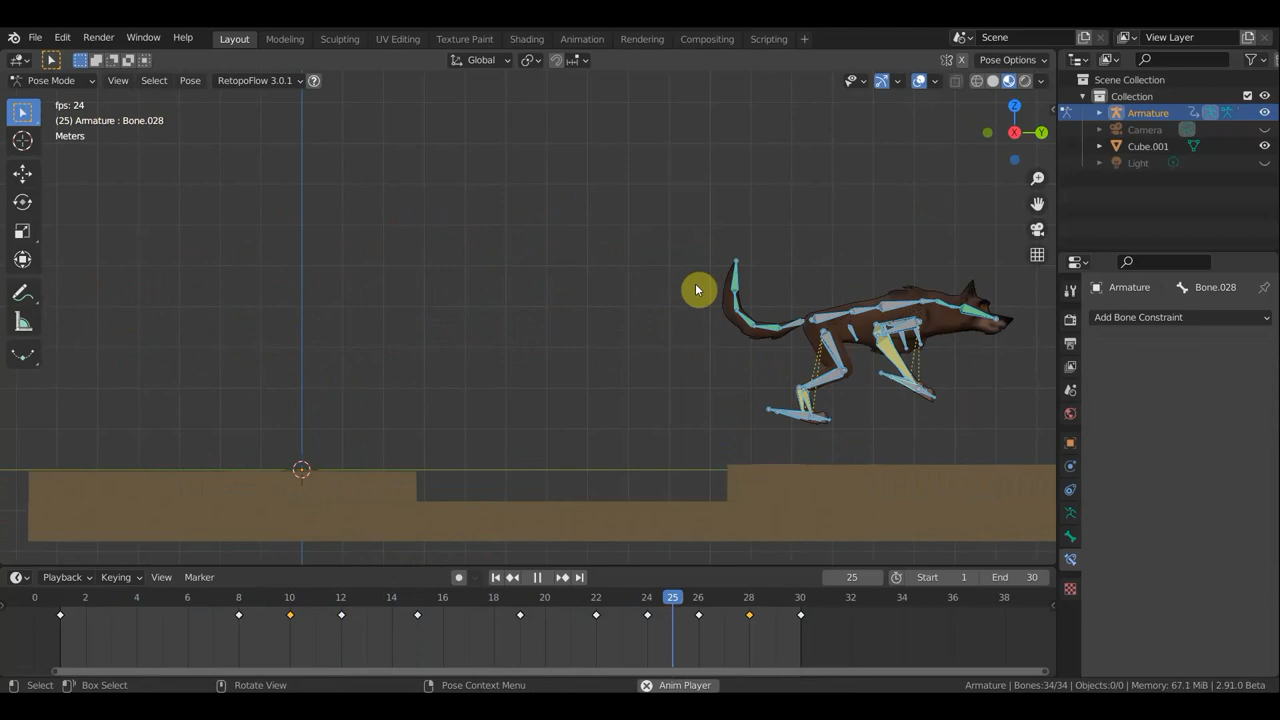 File Edit Render Window Help Layout Modeling Sculpting UV Editing Texture Paint Shading Animation Rendering Compositing Scripting + Scene View Layer
Global Pose Options
Pose Mode View Select Pose RetopoFlow 3.0.1 ? X
Scene Collection
Collection
Armature
Camera
Cube.001
Light
fps: 24
(25) Armature : Bone.028
Meters
Z
X
Y
Armature Bone.028
Add Bone Constraint
Playback Keying View Marker 25 Start 1 End 30
0 2 4 6 8 10 12 14 16 18 20 22 24 25 26 28 30 32 34 36 38
Select Box Select Rotate View Pose Context Menu Anim Player Armature | Bones:34/34 | Objects:0/0 | Memory: 67.1 MiB | 2.91.0 Beta